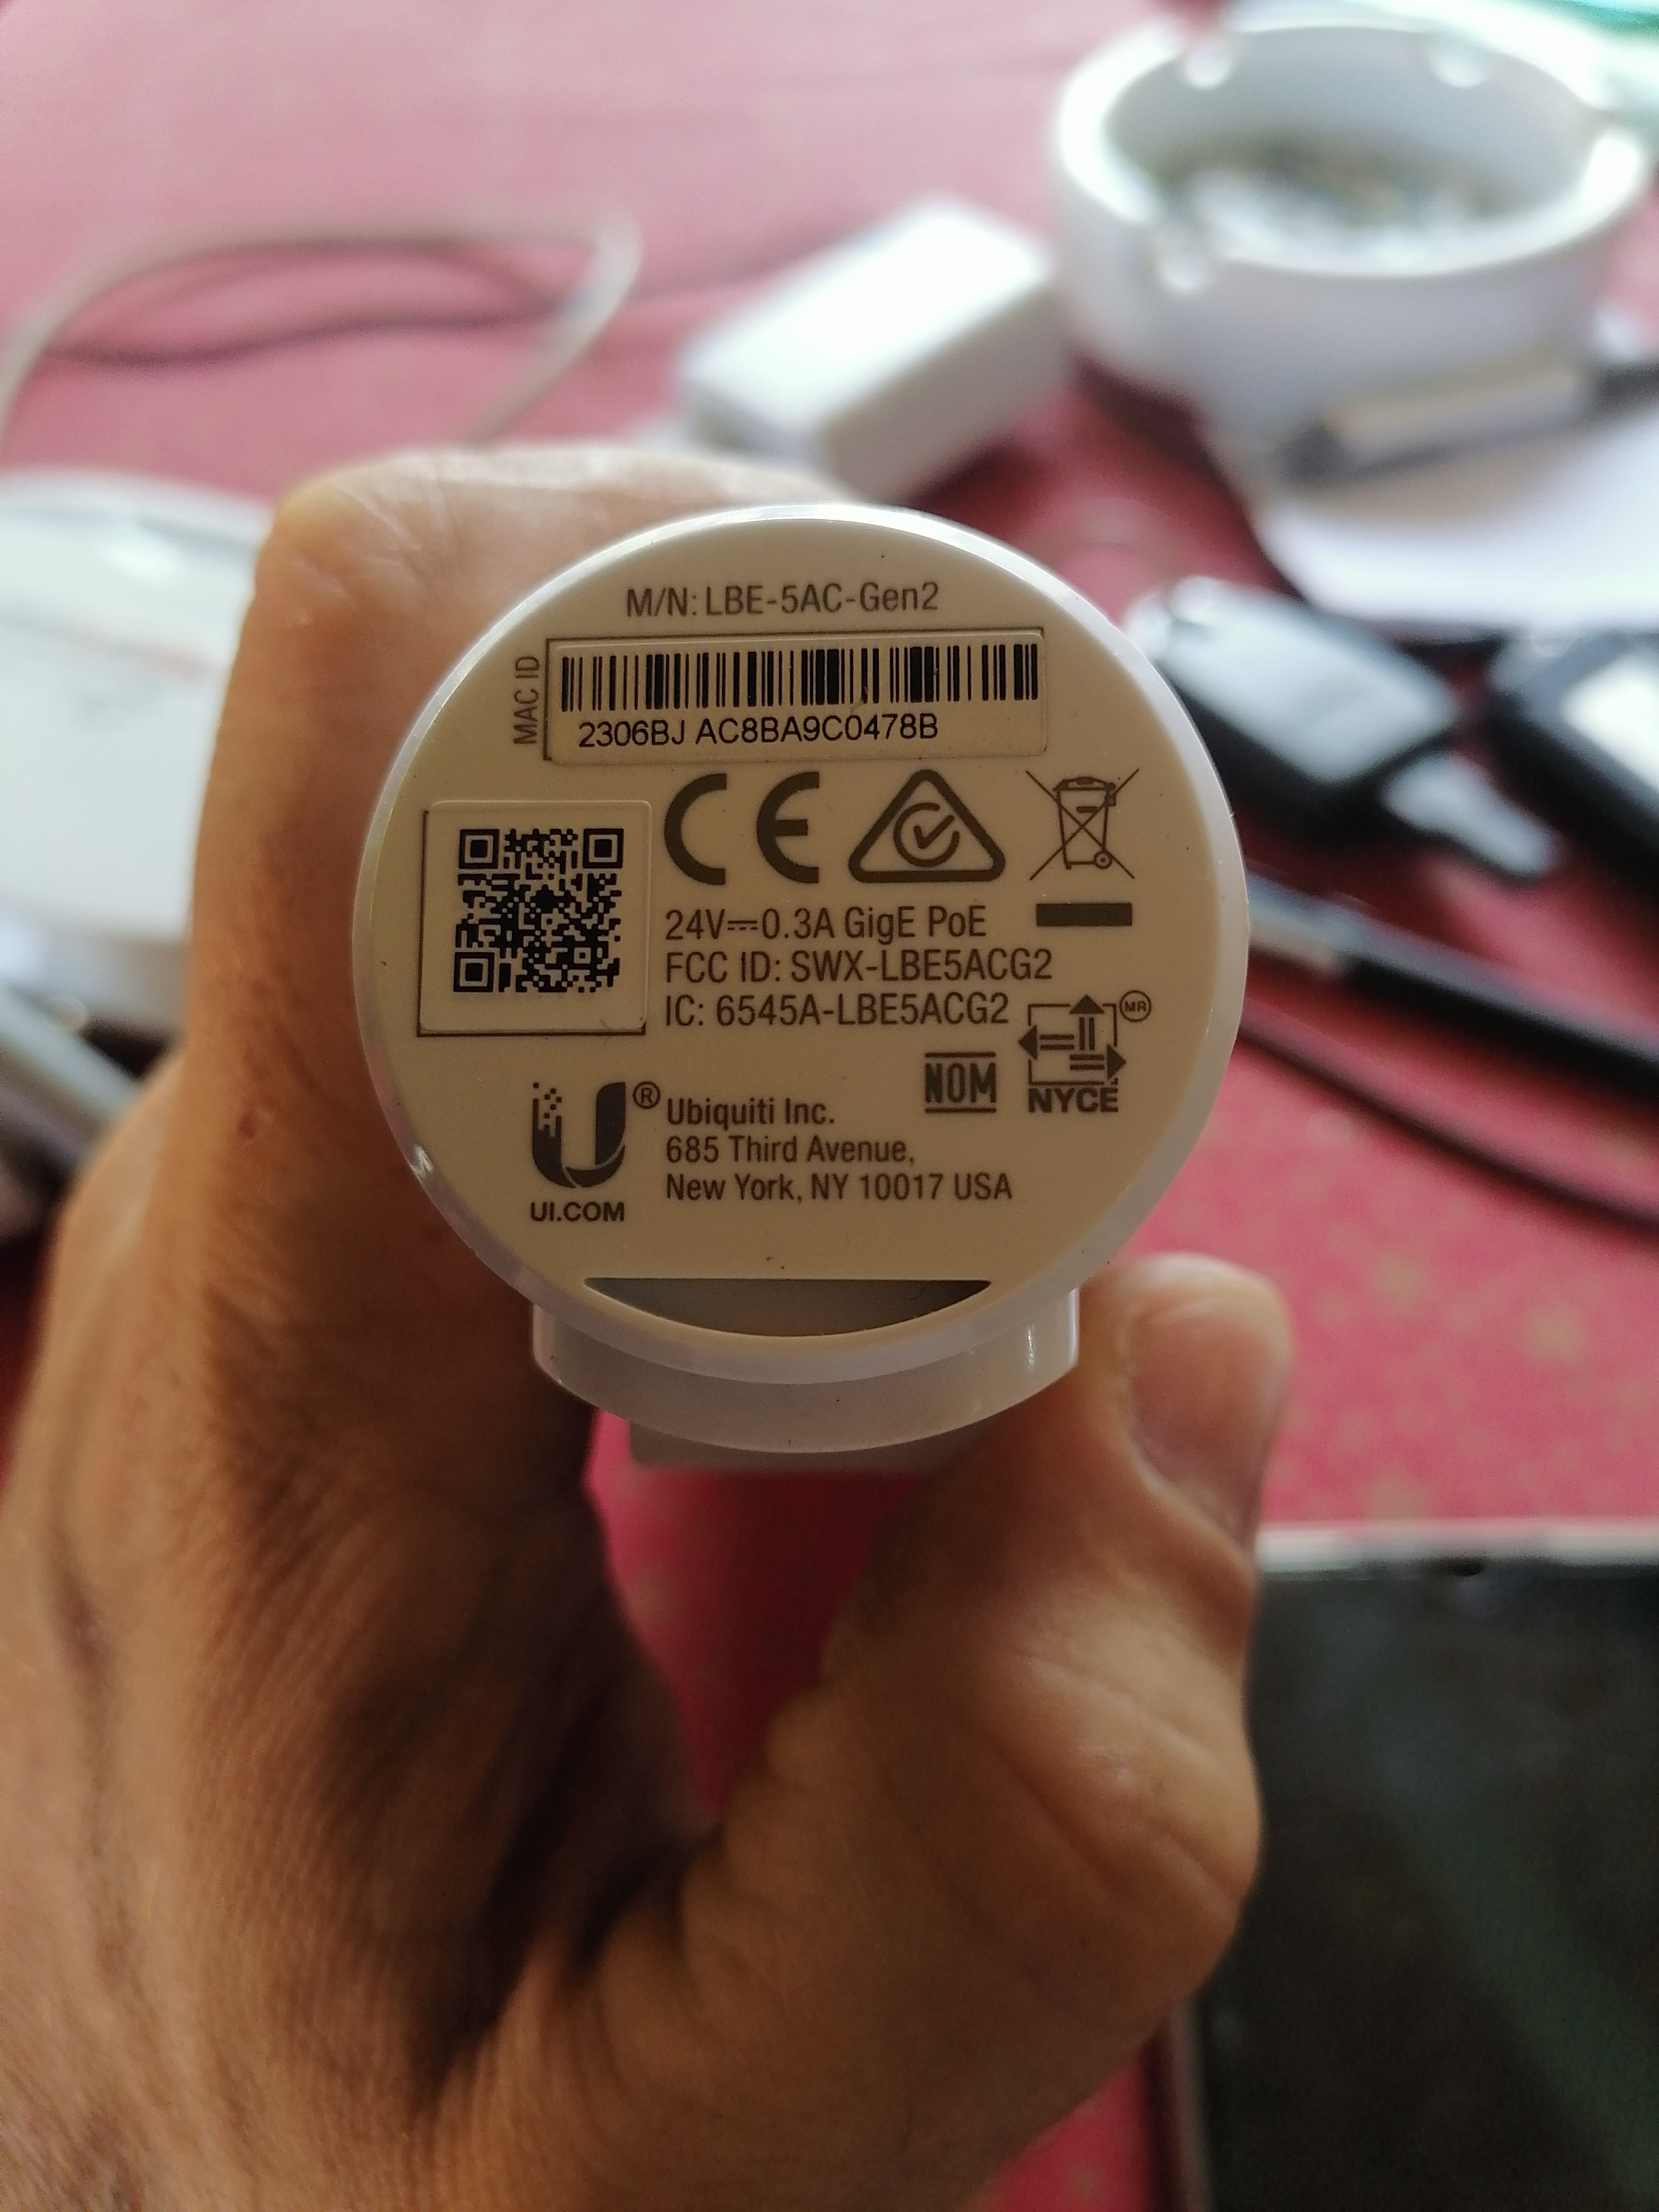 M/N: LBE-5AC-Gen2
MAC ID
2306BJ AC8BA9C0478B
CE
24V⎓0.3A GigE PoE
FCC ID: SWX-LBE5ACG2
IC: 6545A-LBE5ACG2
MR
NOM
NYCE
U®
UI.COM
Ubiquiti Inc.
685 Third Avenue,
New York, NY 10017 USA